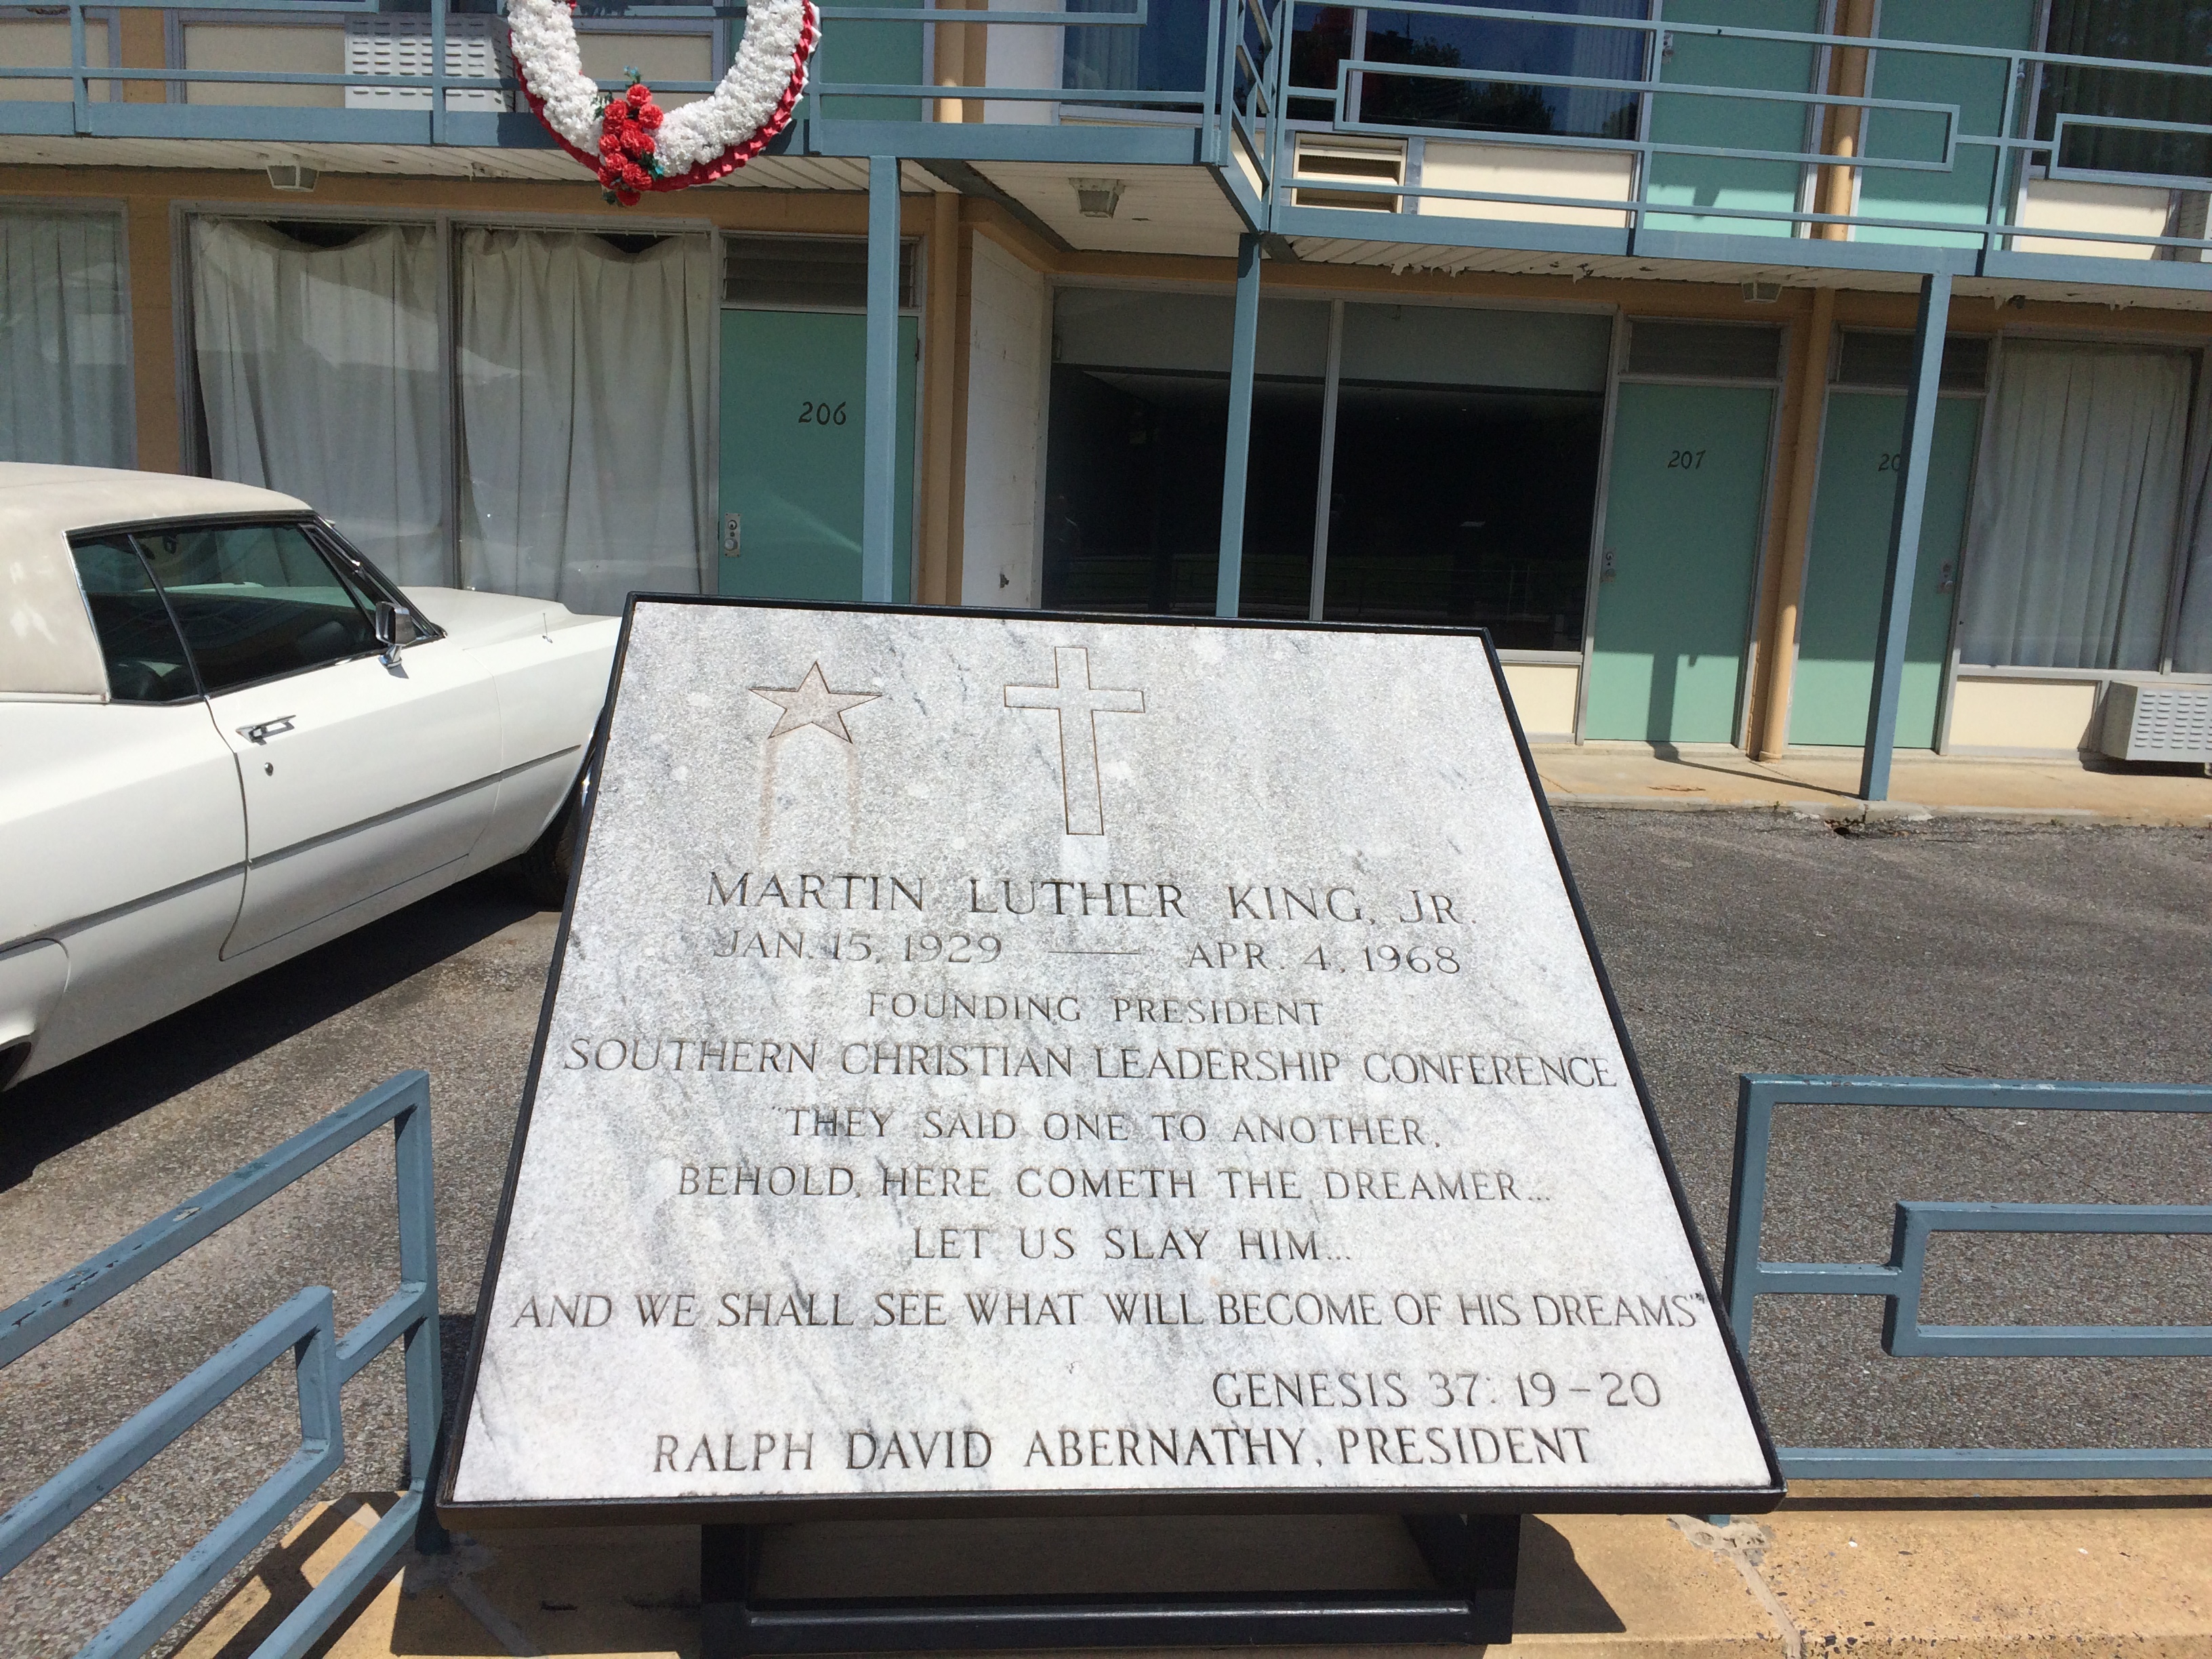 206
207
20
MARTIN LUTHER KING, JR.
JAN. 15, 1929 — APR. 4, 1968
FOUNDING PRESIDENT
SOUTHERN CHRISTIAN LEADERSHIP CONFERENCE
"THEY SAID ONE TO ANOTHER,
BEHOLD, HERE COMETH THE DREAMER...
LET US SLAY HIM...
AND WE SHALL SEE WHAT WILL BECOME OF HIS DREAMS"
GENESIS 37: 19-20
RALPH DAVID ABERNATHY, PRESIDENT